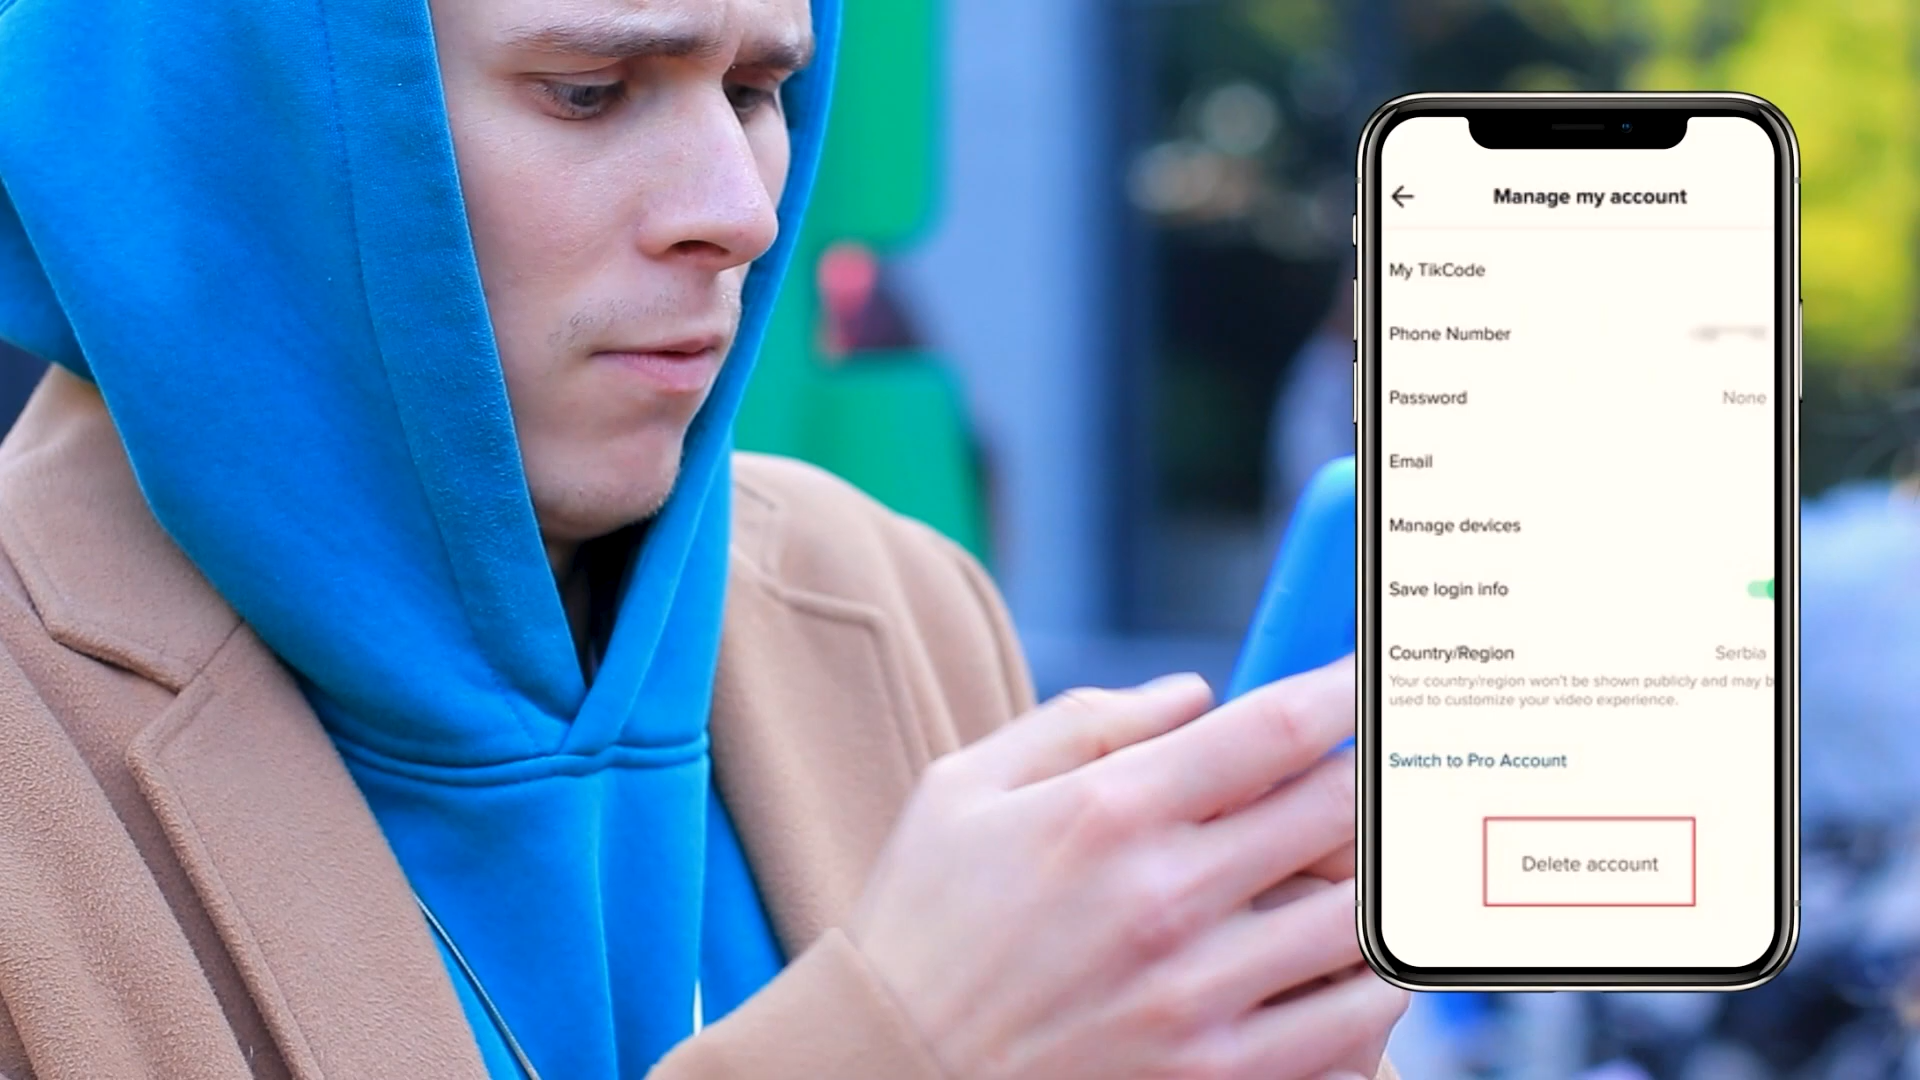 Manage my account
My TikCode
Phone Number
Password None
Email
Manage devices
Save login info
Country/Region Serbia
Your country/region won't be shown publicly and may b
used to customize your video experience.
Switch to Pro Account
Delete account